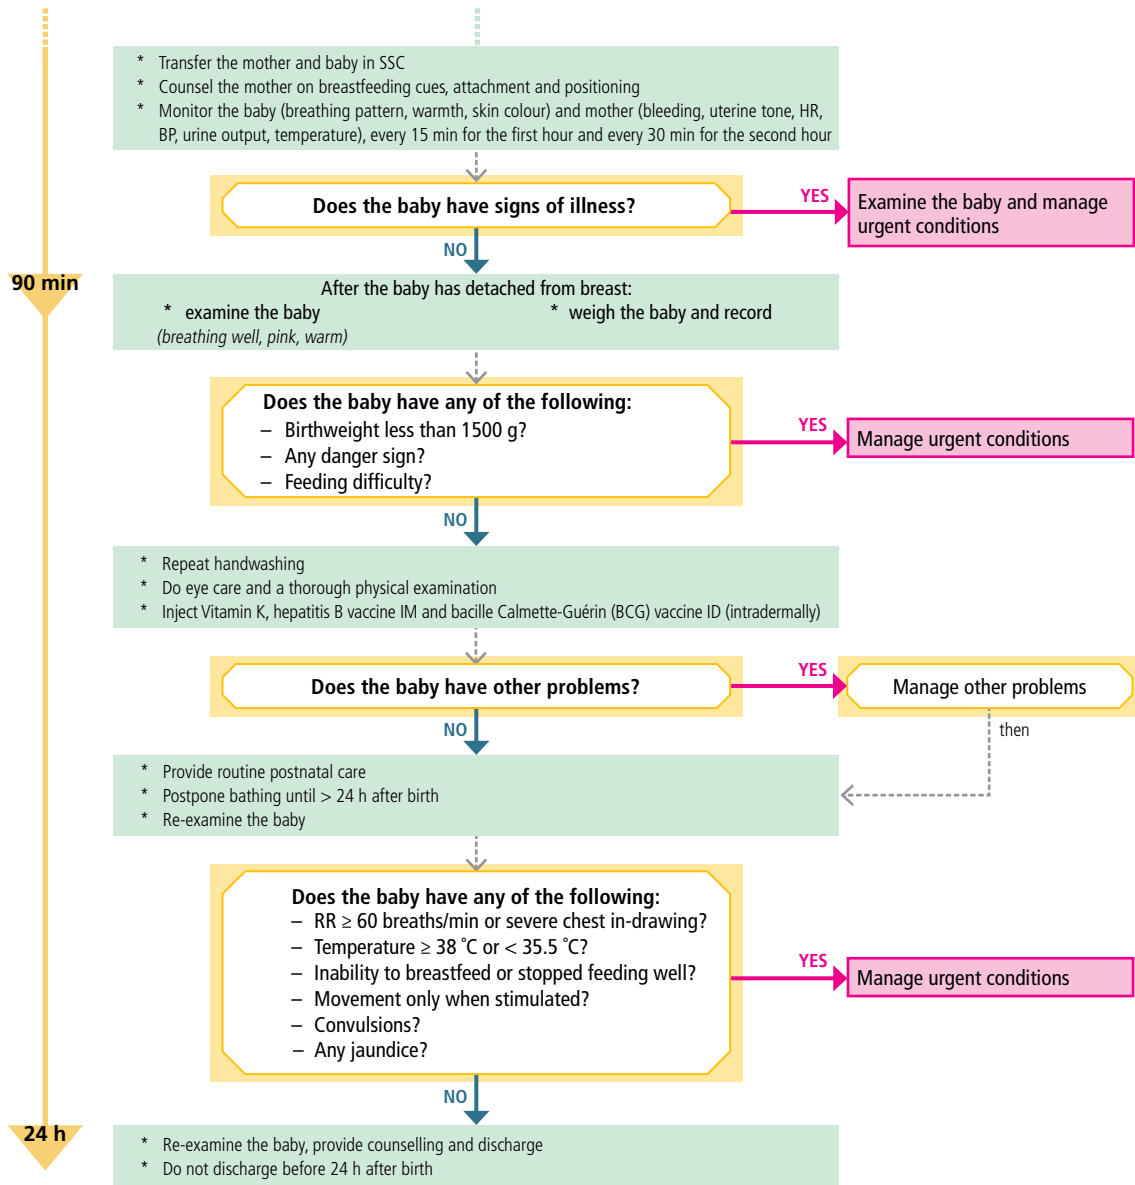 * Transfer the mother and baby in SSC
* Counsel the mother on breastfeeding cues, attachment and positioning
* Monitor the baby (breathing pattern, warmth, skin colour) and mother (bleeding, uterine tone, HR,
BP, urine output, temperature), every 15 min for the first hour and every 30 min for the second hour
Does the baby have signs of illness?
YES
Examine the baby and manage
urgent conditions
NO
90 min
After the baby has detached from breast:
* examine the baby
(breathing well, pink, warm)
* weigh the baby and record
Does the baby have any of the following:
– Birthweight less than 1500 g?
– Any danger sign?
– Feeding difficulty?
YES
Manage urgent conditions
NO
* Repeat handwashing
* Do eye care and a thorough physical examination
* Inject Vitamin K, hepatitis B vaccine IM and bacille Calmette-Guérin (BCG) vaccine ID (intradermally)
Does the baby have other problems?
YES
Manage other problems
then
NO
* Provide routine postnatal care
* Postpone bathing until > 24 h after birth
* Re-examine the baby
Does the baby have any of the following:
– RR ≥ 60 breaths/min or severe chest in-drawing?
– Temperature ≥ 38 ˚C or < 35.5 ˚C?
– Inability to breastfeed or stopped feeding well?
– Movement only when stimulated?
– Convulsions?
– Any jaundice?
YES
Manage urgent conditions
NO
24 h
* Re-examine the baby, provide counselling and discharge
* Do not discharge before 24 h after birth